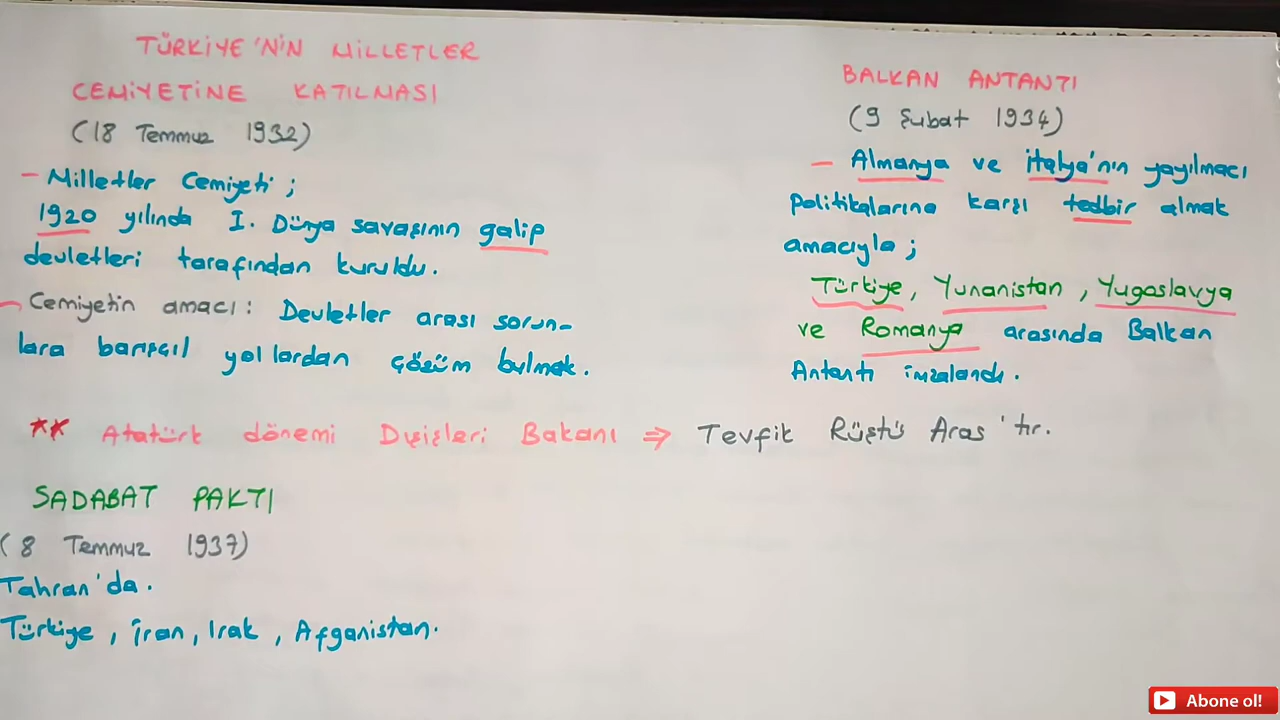 TÜRKİYE'NİN MİLLETLER
CEMİYETİNE KATILMASI
(18 Temmuz 1932)
- Milletler Cemiyeti;
1920 yılında I. Dünya savaşının galip
devletleri tarafından kuruldu.
- Cemiyetin amacı: Devletler arası sorun-
lara barışçıl yollardan çözüm bulmak.
BALKAN ANTANTI
(9 Şubat 1934)
- Almanya ve İtalya'nın yayılmacı
politikalarına karşı tedbir almak
amacıyla;
Türkiye, Yunanistan, Yugoslavya
ve Romanya arasında Balkan
Antantı imzalandı.
** Atatürk dönemi Dışişleri Bakanı ⇒ Tevfik Rüştü Aras'tır.
SADABAT PAKTI
(8 Temmuz 1937)
Tahran'da.
Türkiye, İran, Irak, Afganistan.
Abone ol!